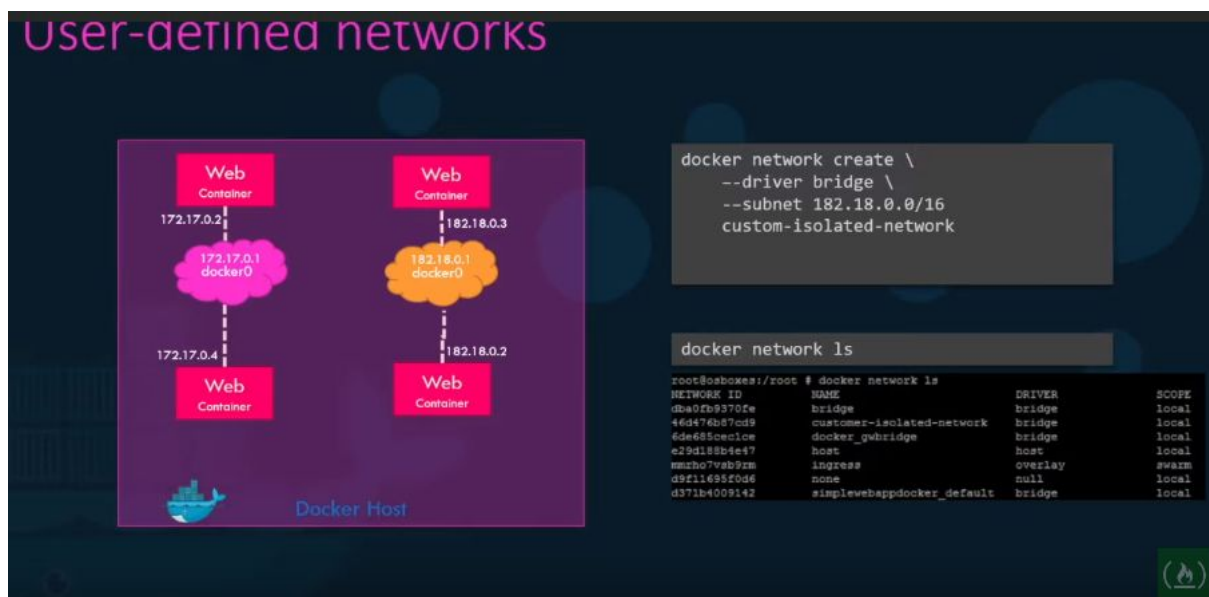 User-defined networks
Web
Container
172.17.0.2
172.17.0.1
docker0
172.17.0.4
Web
Container
Web
Container
182.18.0.3
182.18.0.1
docker0
182.18.0.2
Web
Container
Docker Host
docker network create \
--driver bridge \
--subnet 182.18.0.0/16
custom-isolated-network
docker network ls
root@osboxes:/root # docker network ls
NETWORK ID NAME DRIVER SCOPE
dba0fb9370fe bridge bridge local
46d476b87cd9 customer-isolated-network bridge local
6de685cec1ce docker_gwbridge bridge local
e29d188b4e47 host host local
mmrho7vsb9rm ingress overlay swarm
d9f11695f0d6 none null local
d371b4009142 simplewebappdocker_default bridge local